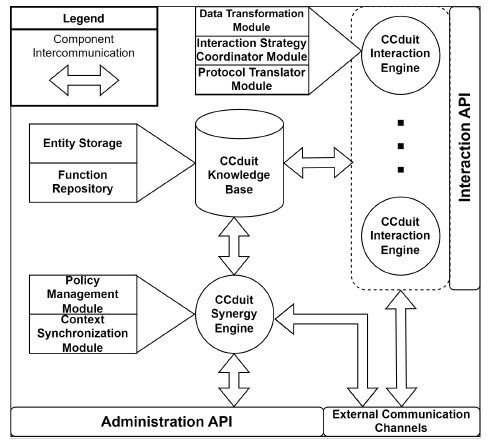 Legend
Component
Intercommunication
Data Transformation
Module
Interaction Strategy
Coordinator Module
Protocol Translator
Module
CCduit
Interaction
Engine
Interaction API
Entity Storage
Function
Repository
CCduit
Knowledge
Base
CCduit
Interaction
Engine
Policy
Management
Module
Context
Synchronization
Module
CCduit
Synergy
Engine
Administration API
External Communication
Channels